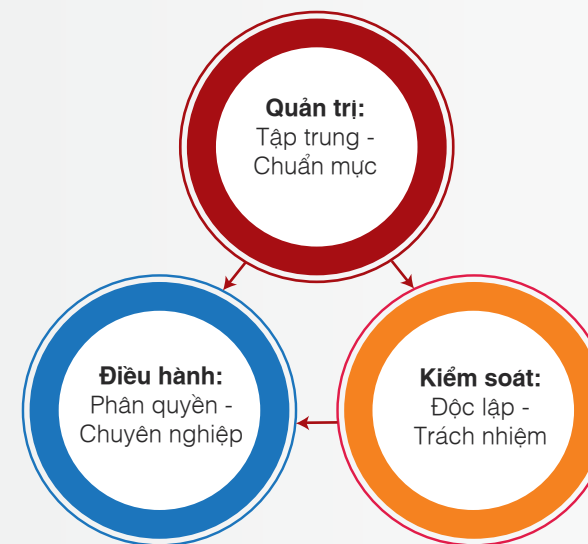 Quản trị:
Tập trung -
Chuẩn mực
Điều hành:
Phân quyền -
Chuyên nghiệp
Kiểm soát:
Độc lập -
Trách nhiệm